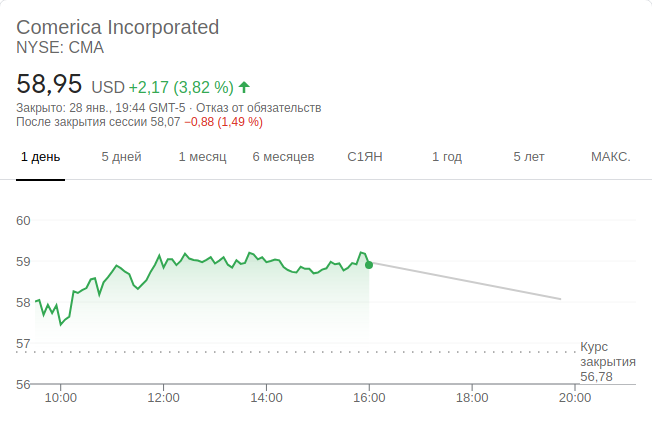 Comerica Incorporated
NYSE: CMA
58,95 USD +2,17 (3,82 %) ↑
Закрыто: 28 янв., 19:44 GMT-5 · Отказ от обязательств
После закрытия сессии 58,07 −0,88 (1,49 %)
1 день 5 дней 1 месяц 6 месяцев С1ЯН 1 год 5 лет МАКС.
60
59
58
57
Курс
закрытия
56,78
56
10:00 12:00 14:00 16:00 18:00 20:00